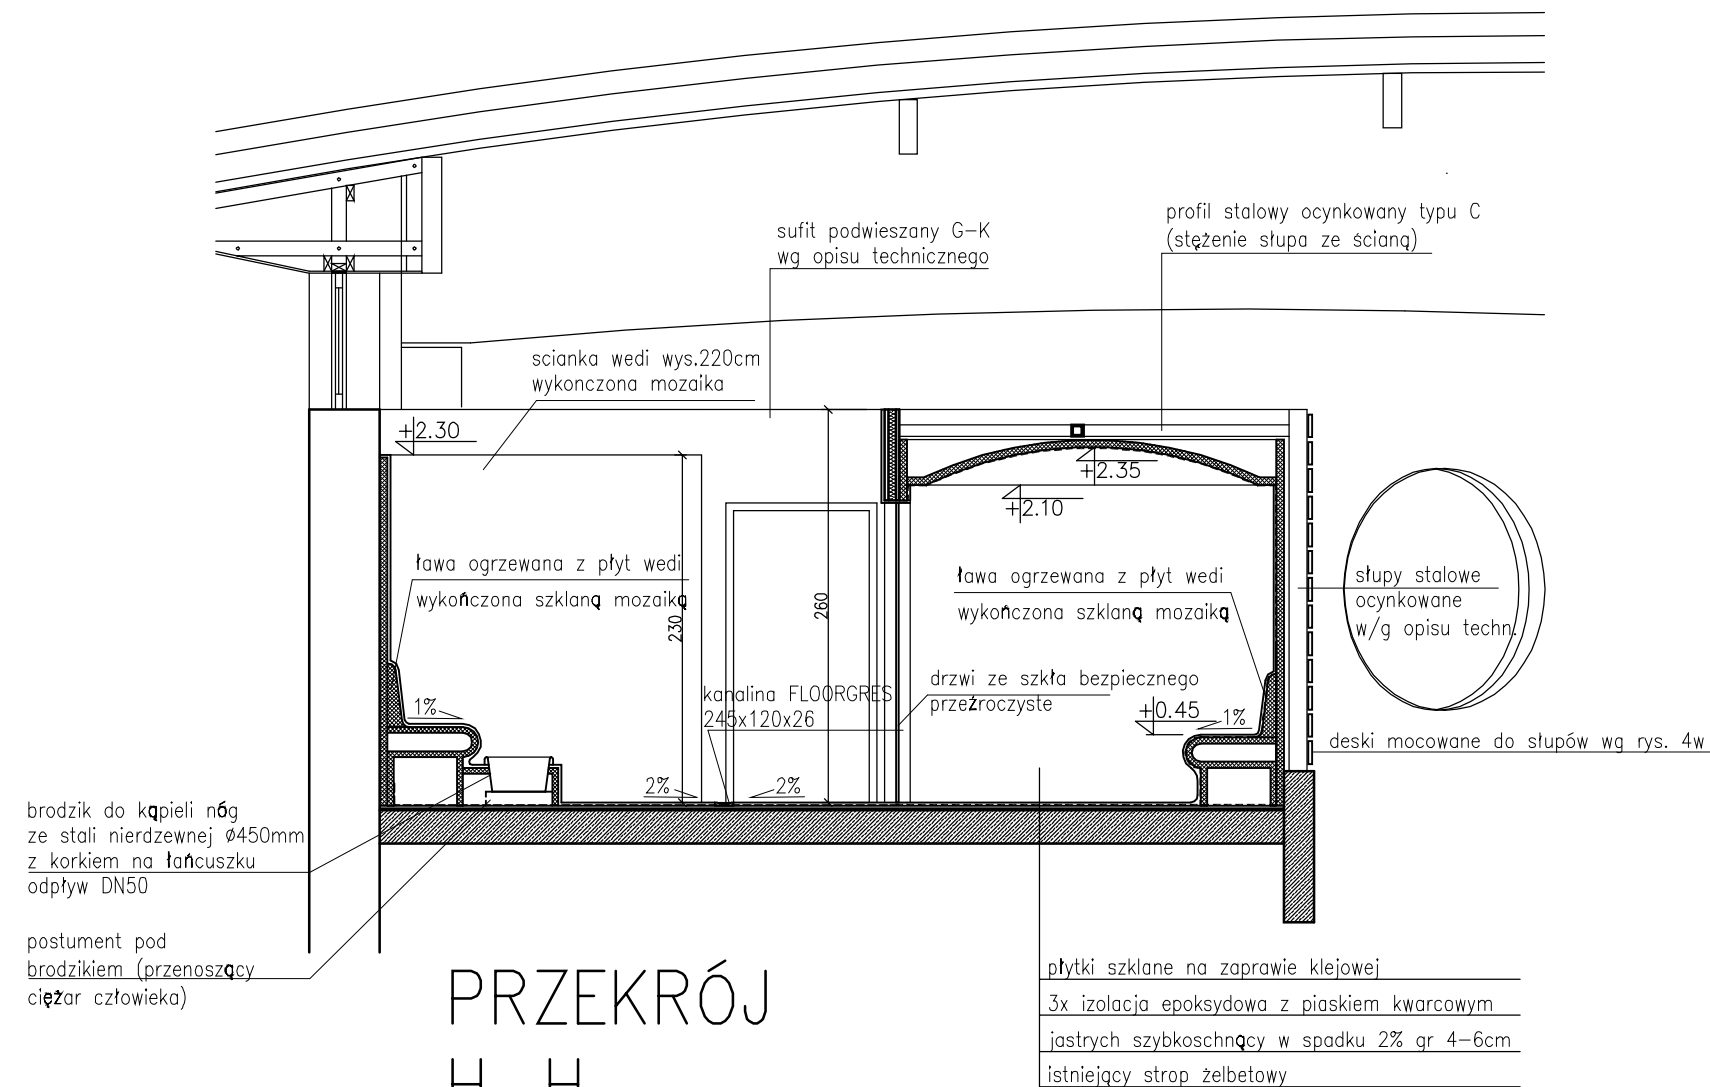 profil stalowy ocynkowany typu C
(stężenie słupa ze ścianą)
sufit podwieszany G-K
wg opisu technicznego
scianka wedi wys.220cm
wykonczona mozaika
+2.30
+2.35
+2.10
ława ogrzewana z płyt wedi
wykończona szklaną mozaiką
230
260
ława ogrzewana z płyt wedi
wykończona szklaną mozaiką
słupy stalowe
ocynkowane
w/g opisu techn.
kanalina FLOORGRES
245x120x26
drzwi ze szkła bezpiecznego
przeźroczyste
+0.45
1%
1%
deski mocowane do słupów wg rys. 4w
2%
2%
brodzik do kąpieli nóg
ze stali nierdzewnej Ø450mm
z korkiem na łańcuszku
odpływ DN50
postument pod
brodzikiem (przenoszący
ciężar człowieka)
PRZEKRÓJ
płytki szklane na zaprawie klejowej
3x izolacja epoksydowa z piaskiem kwarcowym
jastrych szybkoschnący w spadku 2% gr 4-6cm
istniejący strop żelbetowy